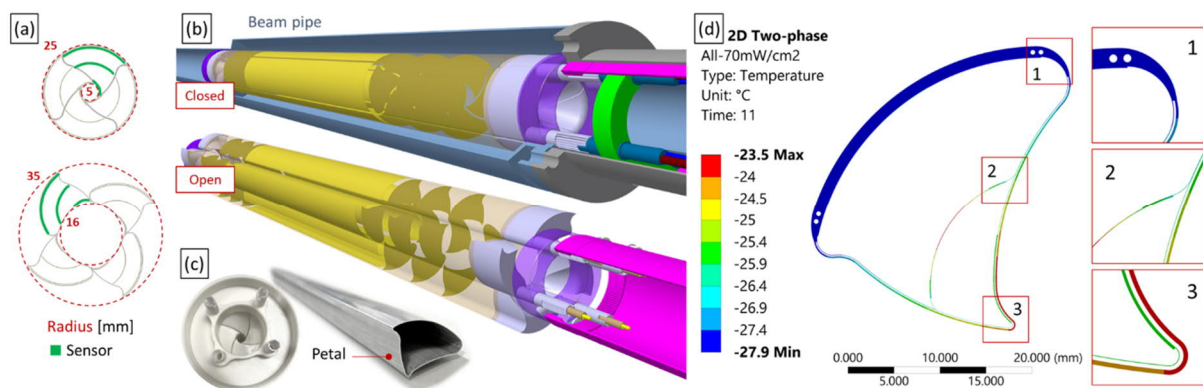 (a)
25
5
35
16
Radius [mm]
Sensor
(b)
Beam pipe
Closed
Open
(c)
Petal
(d)
2D Two-phase
All-70mW/cm2
Type: Temperature
Unit: °C
Time: 11
-23.5 Max
-24
-24.5
-25
-25.4
-25.9
-26.4
-26.9
-27.4
-27.9 Min
1
2
3
0.000 10.000 20.000 (mm)
5.000 15.000
1
2
3